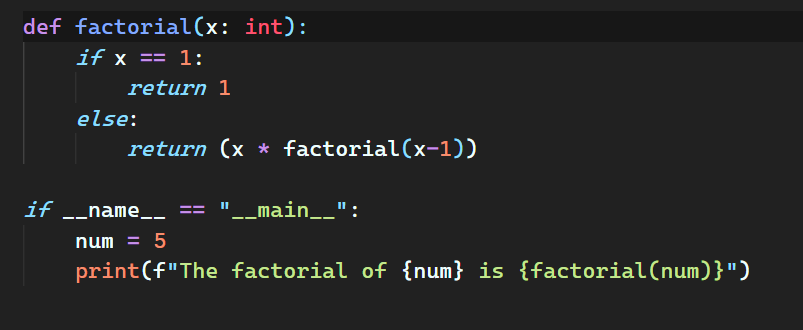 def factorial(x: int):
    if x == 1:
        return 1
    else:
        return (x * factorial(x-1))

if __name__ == "__main__":
    num = 5
    print(f"The factorial of {num} is {factorial(num)}")